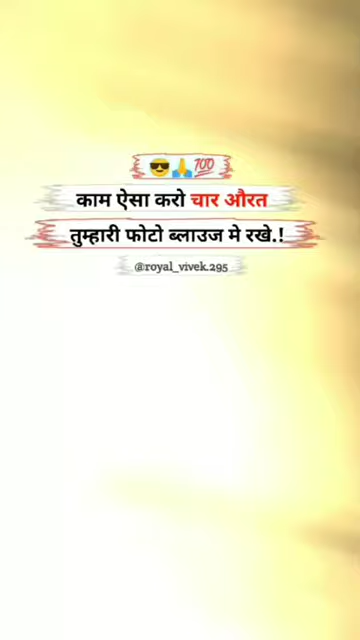 😎🙏💯
काम ऐसा करो चार औरत
तुम्हारी फोटो ब्लाउज मे रखे.!
@royal_vivek.295